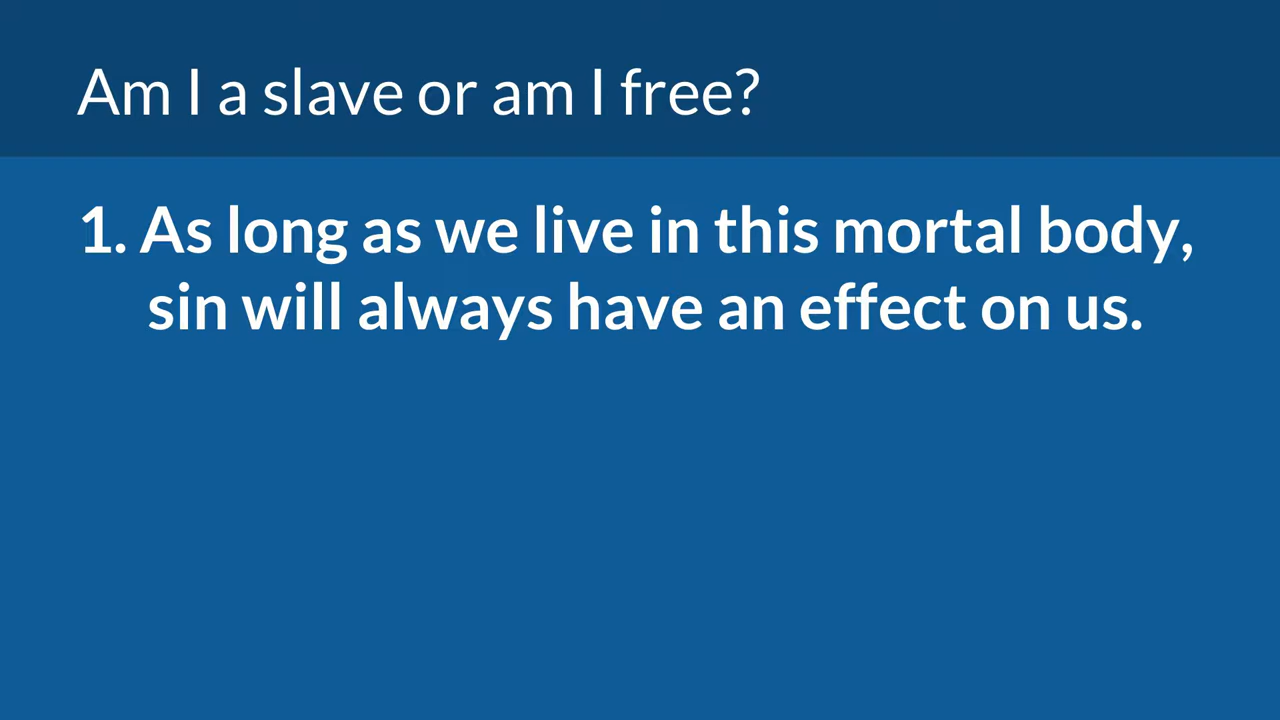 Am I a slave or am I free?
1. As long as we live in this mortal body,
sin will always have an effect on us.